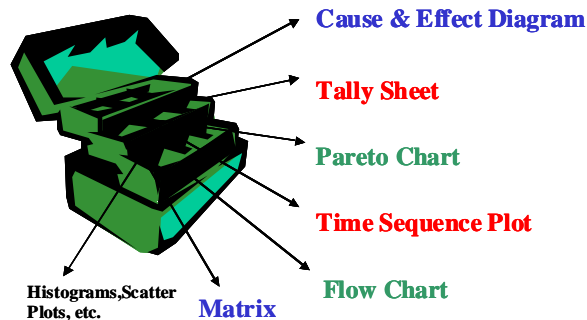 Cause & Effect Diagram
Tally Sheet
Pareto Chart
Time Sequence Plot
Flow Chart
Histograms,Scatter
Plots, etc.
Matrix